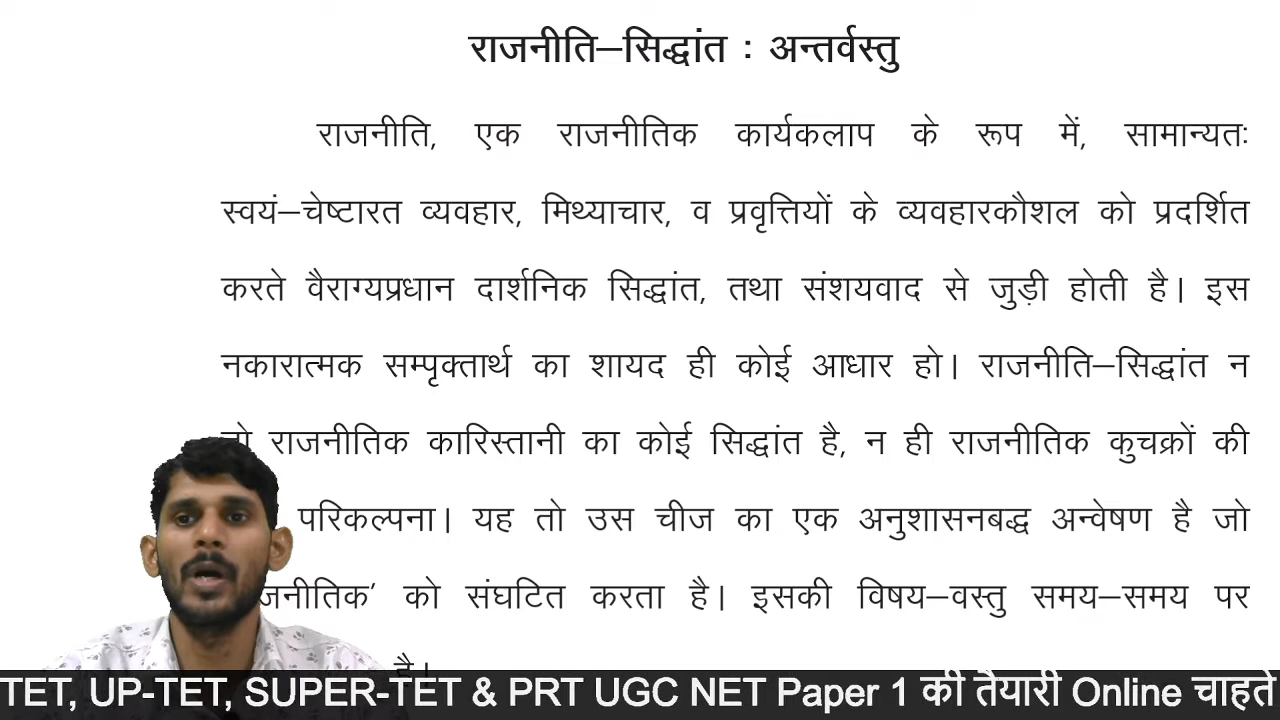 राजनीति–सिद्धांत : अन्तर्वस्तु
राजनीति, एक राजनीतिक कार्यकलाप के रूप में, सामान्यतः
स्वयं–चेष्टारत व्यवहार, मिथ्याचार, व प्रवृत्तियों के व्यवहारकौशल को प्रदर्शित
करते वैराग्यप्रधान दार्शनिक सिद्धांत, तथा संशयवाद से जुड़ी होती है। इस
नकारात्मक सम्पृक्तार्थ का शायद ही कोई आधार हो। राजनीति–सिद्धांत न
राजनीतिक कारिस्तानी का कोई सिद्धांत है, न ही राजनीतिक कुचक्रों की
परिकल्पना। यह तो उस चीज का एक अनुशासनबद्ध अन्वेषण है जो
को संघटित करता है। इसकी विषय–वस्तु समय–समय पर
है।
TET, UP-TET, SUPER-TET & PRT UGC NET Paper 1 की तैयारी Online चाहते